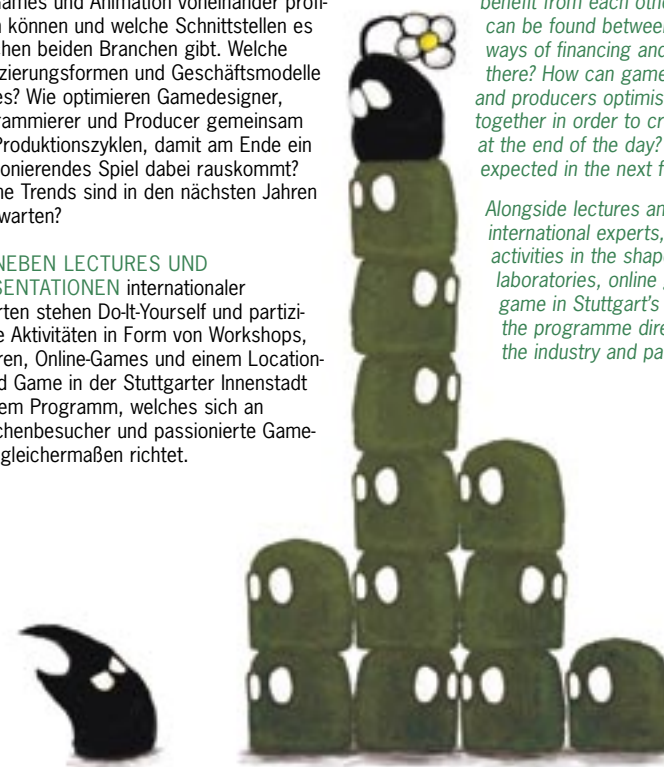 Games und Animation voneinander profi-
n können und welche Schnittstellen es
chen beiden Branchen gibt. Welche
zierungsformen und Geschäftsmodelle
es? Wie optimieren Gamedesigner,
rammierer und Producer gemeinsam
Produktionszyklen, damit am Ende ein
ionierendes Spiel dabei rauskommt?
ne Trends sind in den nächsten Jahren
warten?
NEBEN LECTURES UND
SENTATIONEN internationaler
rten stehen Do-It-Yourself und partizi-
e Aktivitäten in Form von Workshops,
ren, Online-Games und einem Location-
d Game in der Stuttgarter Innenstadt
em Programm, welches sich an
chenbesucher und passionierte Game-
gleichermaßen richtet.
benefit from each othe
can be found between
ways of financing and
there? How can game
and producers optimis
together in order to cr
at the end of the day?
expected in the next f
Alongside lectures an
international experts,
activities in the shap
laboratories, online g
game in Stuttgart's
the programme dire
the industry and pa